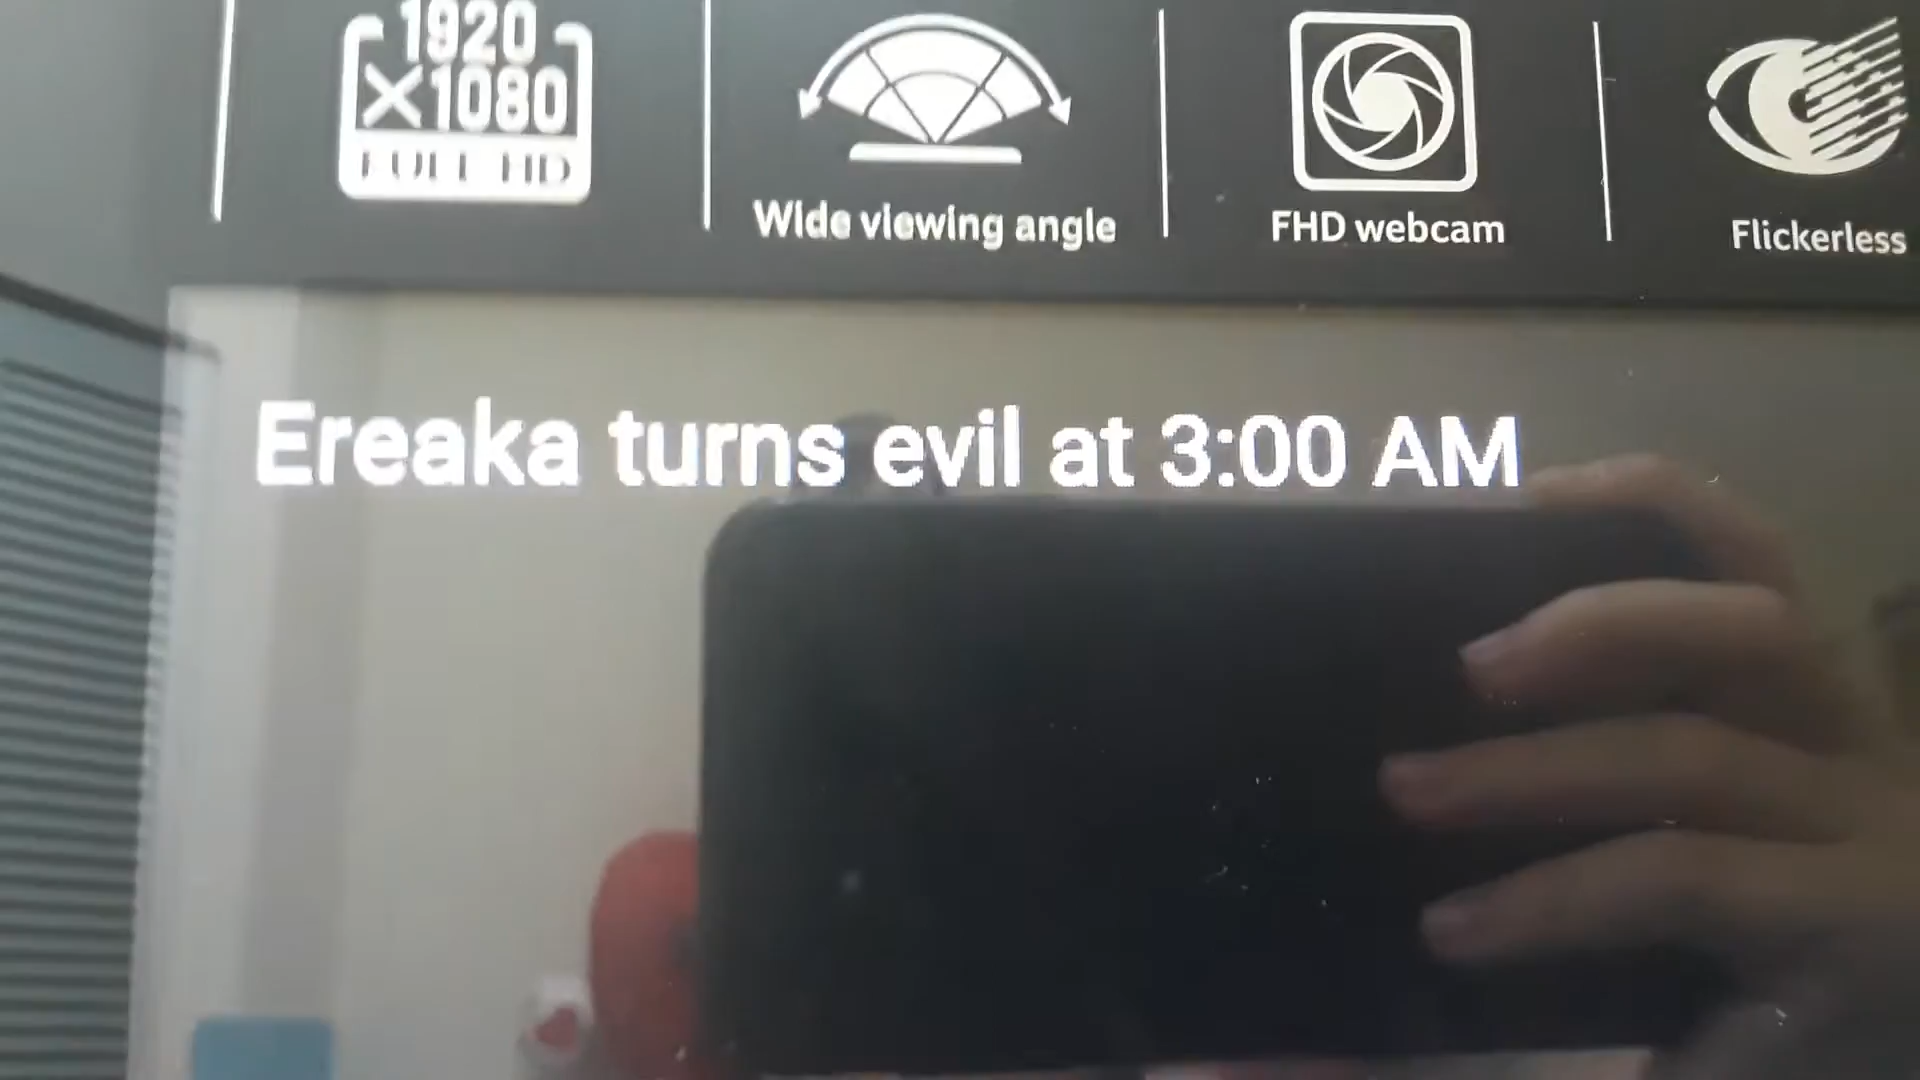 1920
×1080
FULL HD
Wide viewing angle
FHD webcam
Flickerless
Ereaka turns evil at 3:00 AM